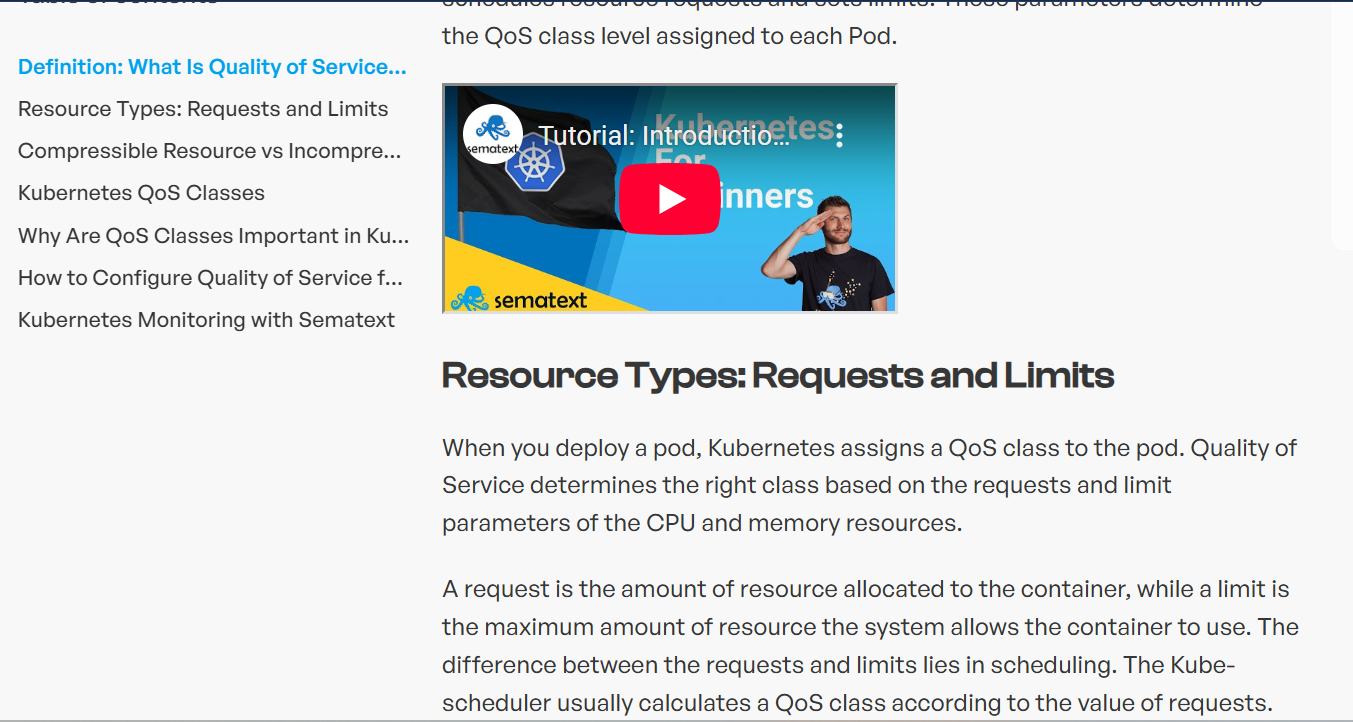 the QoS class level assigned to each Pod.
Definition: What Is Quality of Service...
Resource Types: Requests and Limits
Compressible Resource vs Incompre...
Kubernetes QoS Classes
Why Are QoS Classes Important in Ku...
How to Configure Quality of Service f...
Kubernetes Monitoring with Sematext
sematext
Tutorial: Introductio...
Kubernetes
For
inners
sematext
Resource Types: Requests and Limits
When you deploy a pod, Kubernetes assigns a QoS class to the pod. Quality of
Service determines the right class based on the requests and limit
parameters of the CPU and memory resources.
A request is the amount of resource allocated to the container, while a limit is
the maximum amount of resource the system allows the container to use. The
difference between the requests and limits lies in scheduling. The Kube-
scheduler usually calculates a QoS class according to the value of requests.